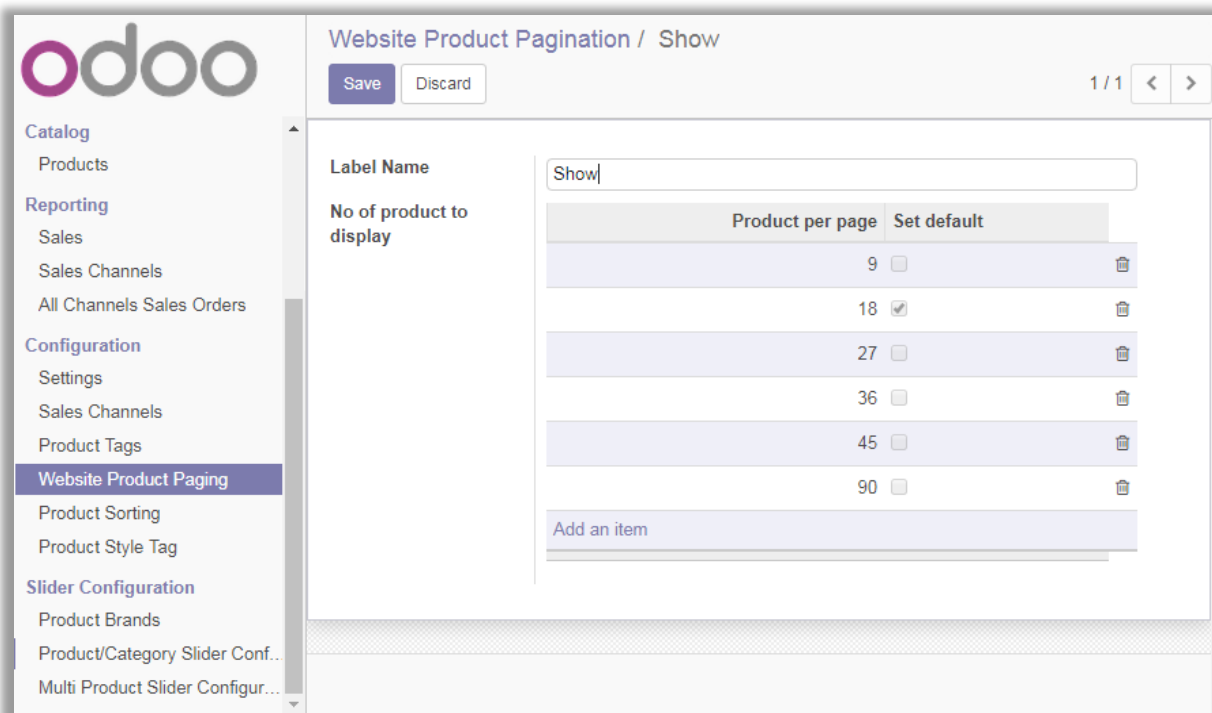 odoo
Catalog
Products
Reporting
Sales
Sales Channels
All Channels Sales Orders
Configuration
Settings
Sales Channels
Product Tags
Website Product Paging
Product Sorting
Product Style Tag
Slider Configuration
Product Brands
Product/Category Slider Conf...
Multi Product Slider Configur...
Website Product Pagination / Show
Save Discard
1 / 1
Label Name
Show
No of product to
display
Product per page Set default
9
18
27
36
45
90
Add an item